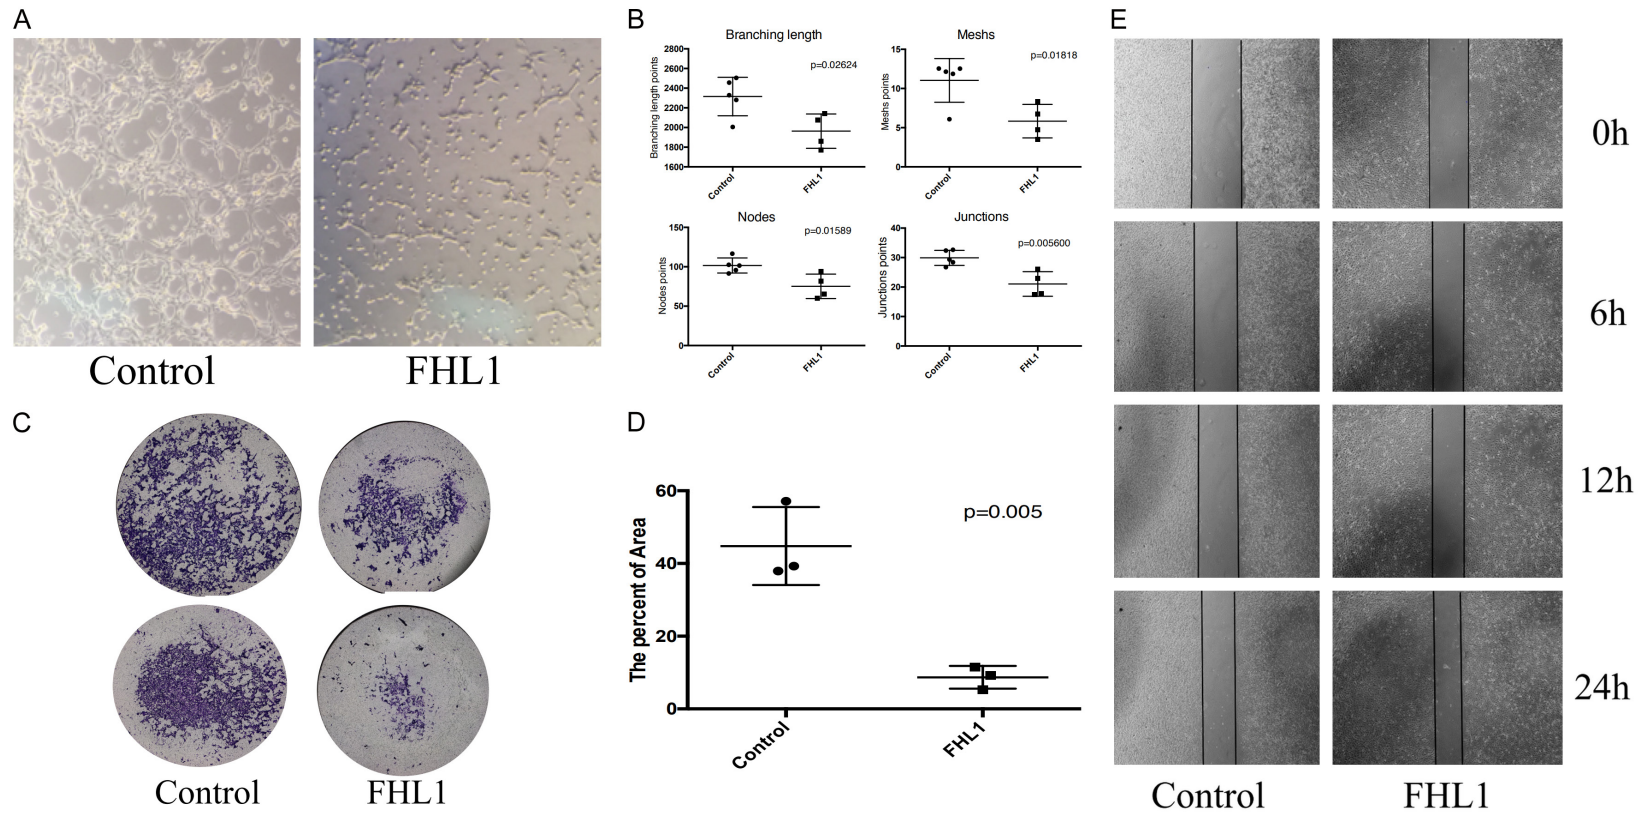 A
Control
FHL1
B
Branching length
Branching length points
2800
2600
2400
2200
2000
1800
1600
p=0.02624
Control
FHL1
Meshs
Meshs points
15
10
5
0
p=0.01818
Control
FHL1
Nodes
Nodes points
150
100
50
0
p=0.01589
Control
FHL1
Junctions
Junctions points
40
30
20
10
0
p=0.005600
Control
FHL1
C
Control
FHL1
D
The percent of Area
60
40
20
0
p=0.005
Control
FHL1
E
0h
6h
12h
24h
Control
FHL1